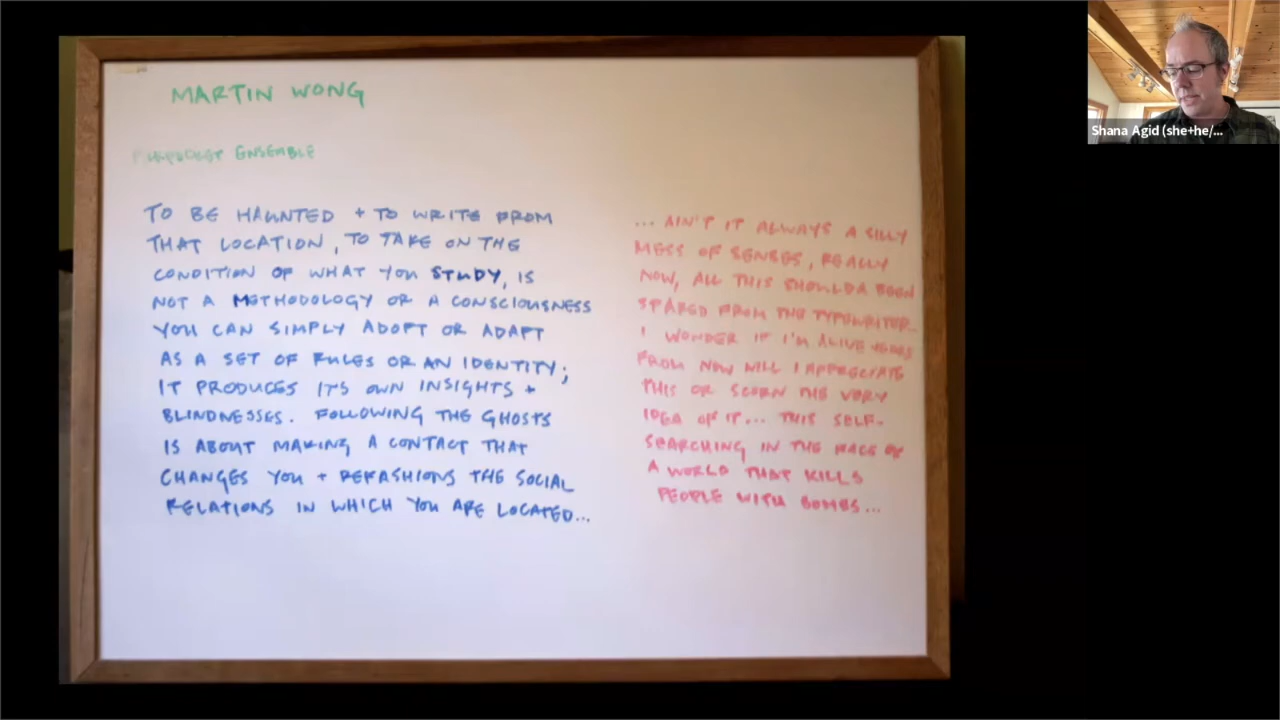 MARTIN WONG
ENSEMBLE
TO BE HAUNTED + TO WRITE FROM
THAT LOCATION, TO TAKE ON THE
CONDITION OF WHAT YOU STUDY, IS
NOT A METHODOLOGY OR A CONSCIOUSNESS
YOU CAN SIMPLY ADOPT OR ADAPT
AS A SET OF RULES OR AN IDENTITY;
IT PRODUCES ITS OWN INSIGHTS +
BLINDNESSES. FOLLOWING THE GHOSTS
IS ABOUT MAKING A CONTACT THAT
CHANGES YOU + REFASHIONS THE SOCIAL
RELATIONS IN WHICH YOU ARE LOCATED...
... AIN'T IT ALWAYS A SILLY
MESS OF SENSES, REALLY
NOW, ALL THIS SHOULDA BEEN
SPARED FROM THE TYPEWRITER...
I WONDER IF I'M ALIVE YEARS
FROM NOW WILL I APPRECIATE
THIS OR SCORN THE VERY
IDEA OF IT... THIS SELF-
SEARCHING IN THE FACE OF
A WORLD THAT KILLS
PEOPLE WITH BOMBS...
Shana Agid (she+he/...